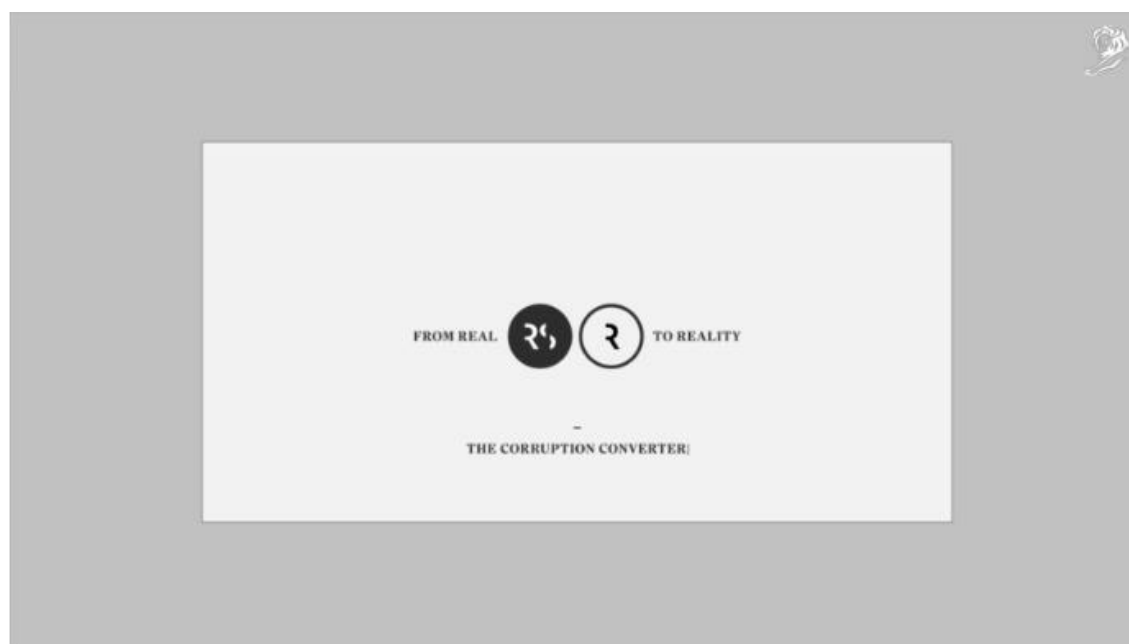 FROM REAL R$ R TO REALITY
–
THE CORRUPTION CONVERTER|